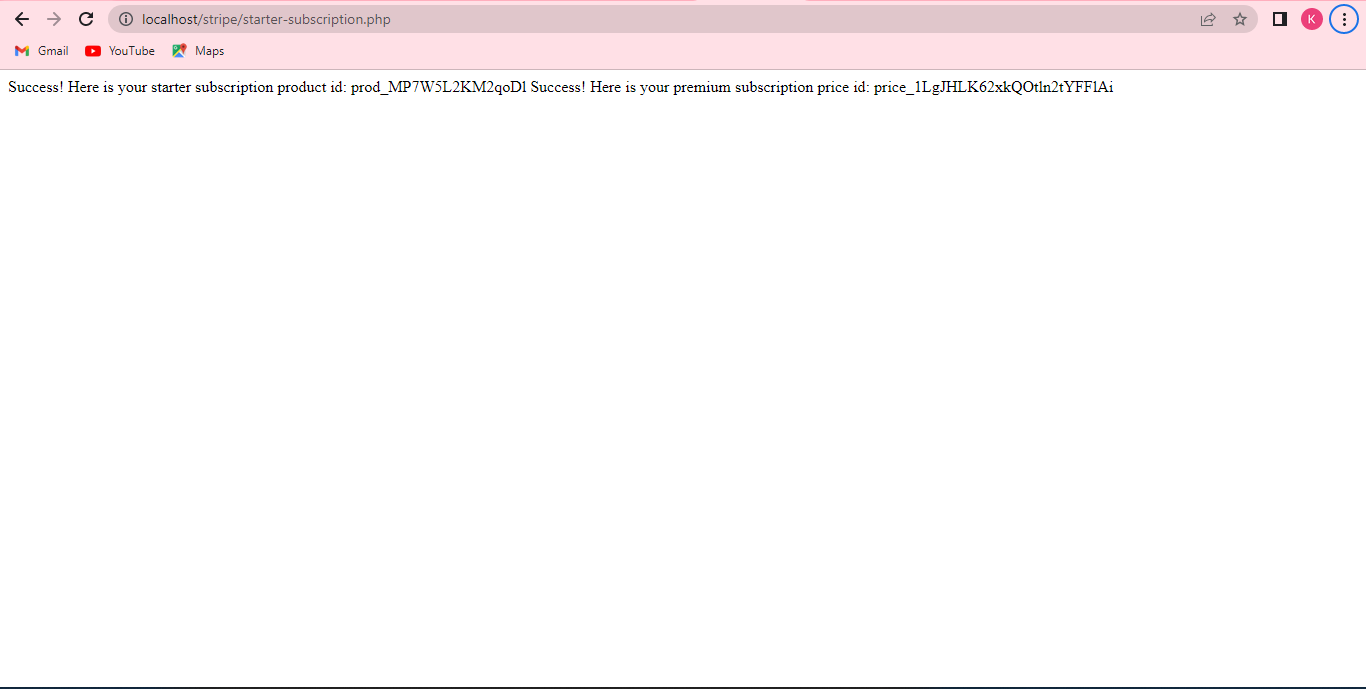 localhost/stripe/starter-subscription.php
K
Gmail YouTube Maps
Success! Here is your starter subscription product id: prod_MP7W5L2KM2qoDl Success! Here is your premium subscription price id: price_1LgJHLK62xkQOtln2tYFFlAi